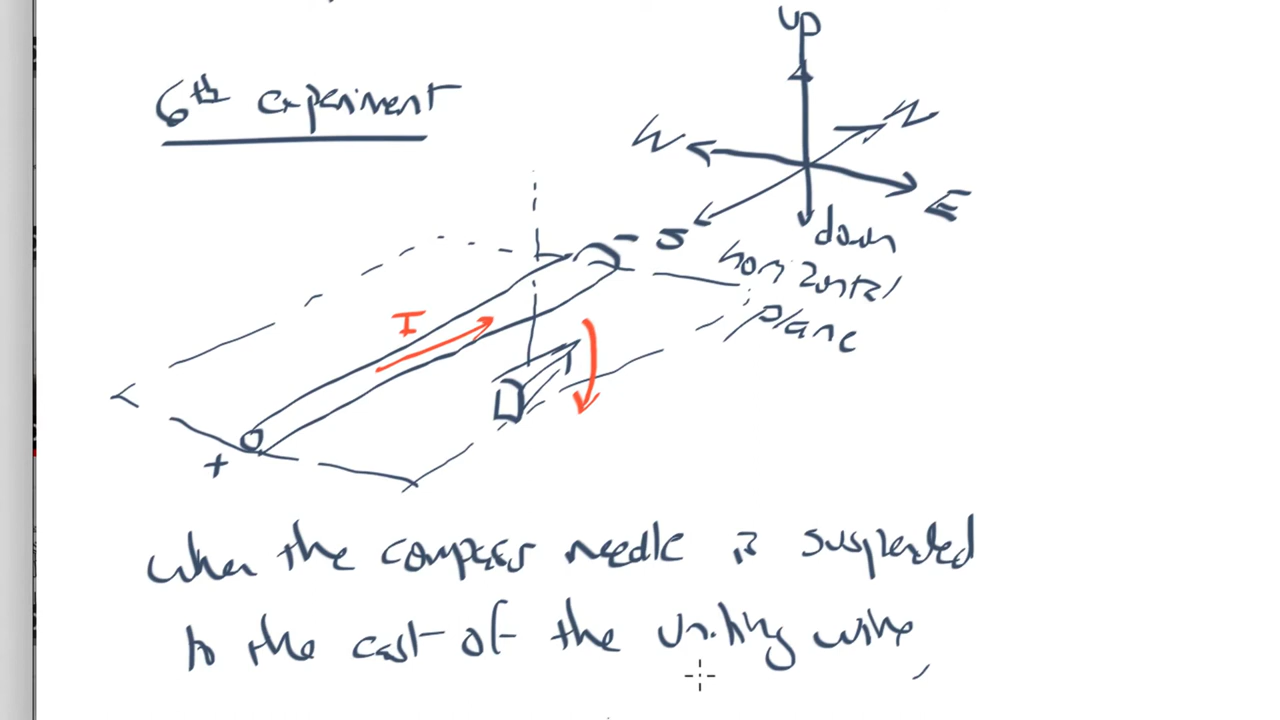 up
6th experiment
N
W
E
- S
down
horizontal
plane
I
+
when the compass needle is suspended
to the east of the uniting wire,